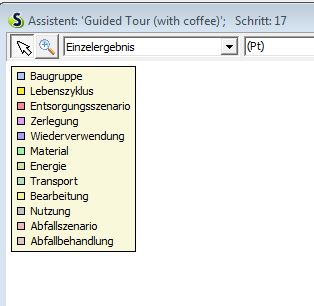 Assistent: 'Guided Tour (with coffee)'; Schritt: 17
Einzelergebnis (Pt)
Baugruppe
Lebenszyklus
Entsorgungsszenario
Zerlegung
Wiederverwendung
Material
Energie
Transport
Bearbeitung
Nutzung
Abfallszenario
Abfallbehandlung